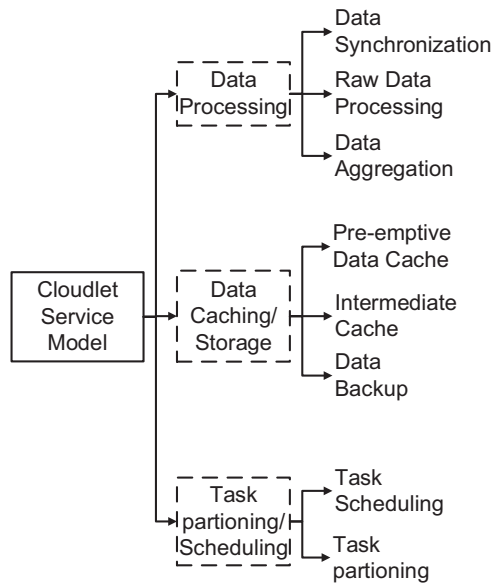 Cloudlet
Service
Model
Data
Processing
Data
Synchronization
Raw Data
Processing
Data
Aggregation
Data
Caching/
Storage
Pre-emptive
Data Cache
Intermediate
Cache
Data
Backup
Task
partioning/
Scheduling
Task
Scheduling
Task
partioning